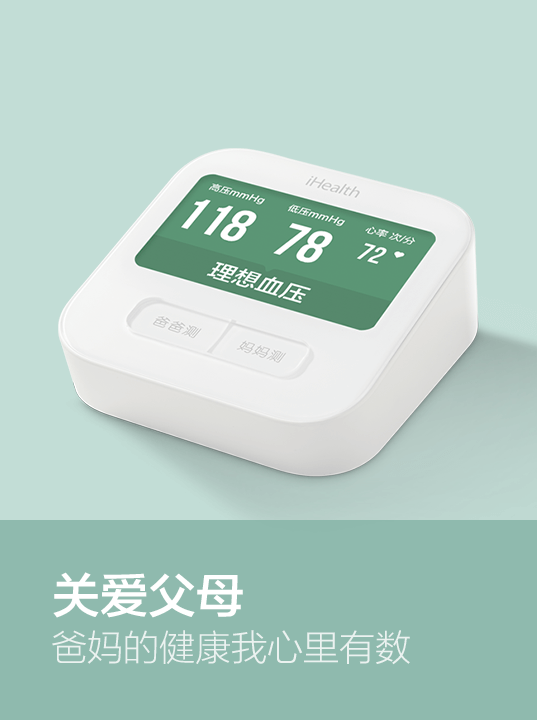 iHealth
高压mmHg 低压mmHg 心率 次/分
118 78 72
理想血压
爸爸测 妈妈测
关爱父母
爸妈的健康我心里有数